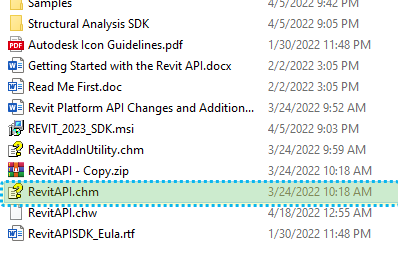 Samples 4/5/2022 9:42 PM
Structural Analysis SDK 4/5/2022 9:05 PM
Autodesk Icon Guidelines.pdf 1/30/2022 11:48 PM
Getting Started with the Revit API.docx 2/2/2022 3:05 PM
Read Me First.doc 2/2/2022 3:05 PM
Revit Platform API Changes and Addition... 3/24/2022 9:52 AM
REVIT_2023_SDK.msi 4/5/2022 9:03 PM
RevitAddInUtility.chm 3/24/2022 9:59 AM
RevitAPI - Copy.zip 3/24/2022 10:18 AM
RevitAPI.chm 3/24/2022 10:18 AM
RevitAPI.chw 4/18/2022 12:55 AM
RevitAPISDK_Eula.rtf 1/30/2022 11:48 PM